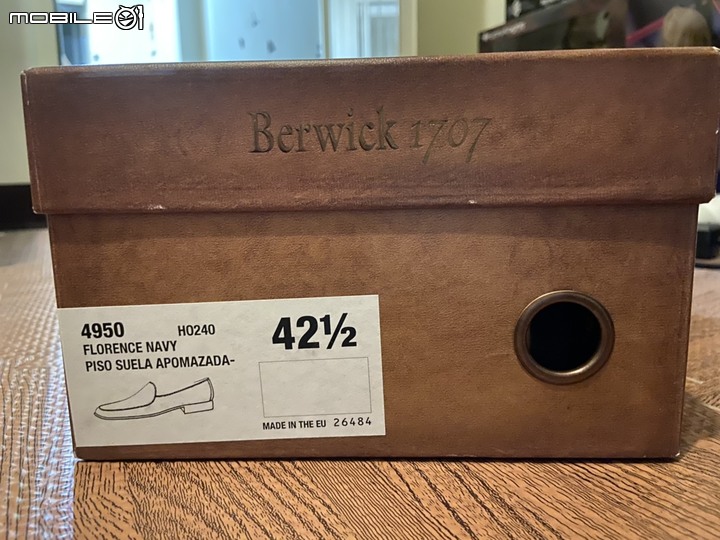 MOBILE01
Berwick 1707
4950 HO240 42½
FLORENCE NAVY
PISO SUELA APOMAZADA-
MADE IN THE EU 26484